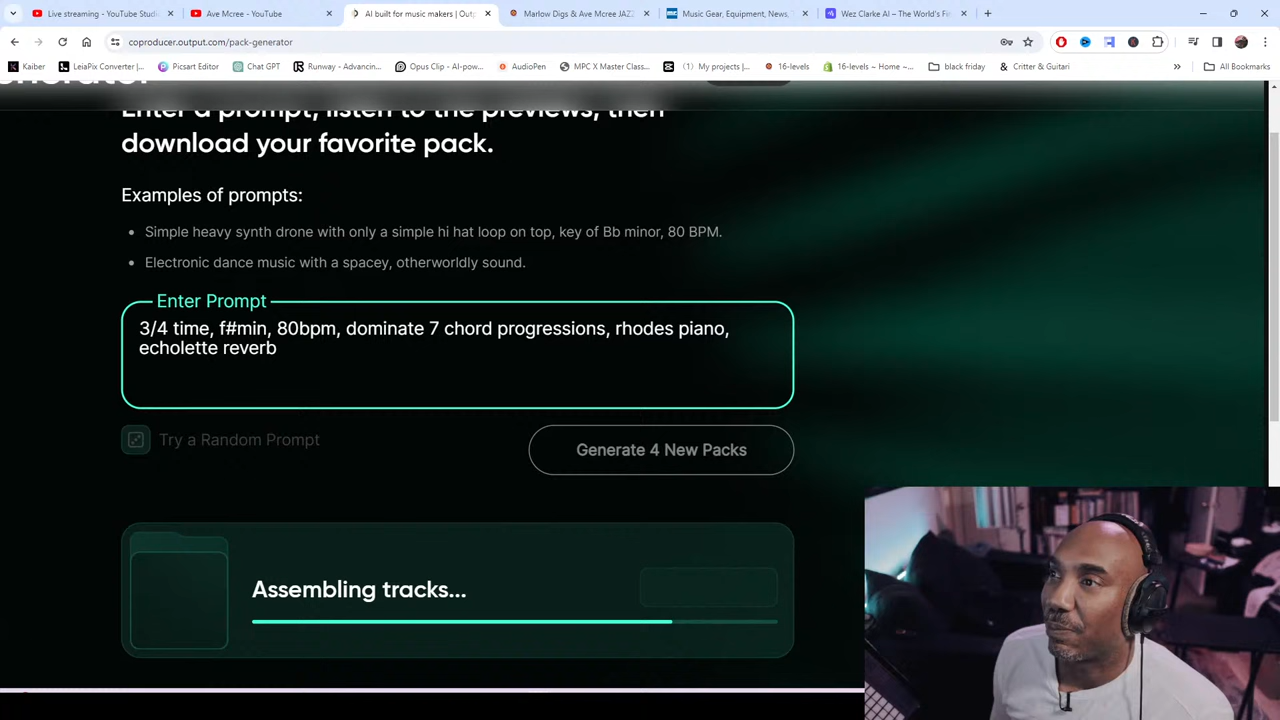 Live streaming - YouTube Studio
Ave Mcree - YouTube
AI built for music makers | Outp
Marlow Digs & Ave Mcree JAZZ
Music Gear, Equipment, News.
Wez Clarke AI – The World's Fi
coproducer.output.com/pack-generator
Kaiber
LeiaPix Converter |...
Picsart Editor
Chat GPT
Runway - Advancin...
Opus Clip - AI-pow...
AudioPen
MPC X Master Class...
(1) My projects |...
16-levels
16-levels ~ Home ~...
black friday
Critter & Guitari
All Bookmarks
Enter a prompt, listen to the previews, then
download your favorite pack.
Examples of prompts:
• Simple heavy synth drone with only a simple hi hat loop on top, key of Bb minor, 80 BPM.
• Electronic dance music with a spacey, otherworldly sound.
Enter Prompt
3/4 time, f#min, 80bpm, dominate 7 chord progressions, rhodes piano,
echolette reverb
Try a Random Prompt
Generate 4 New Packs
Assembling tracks...